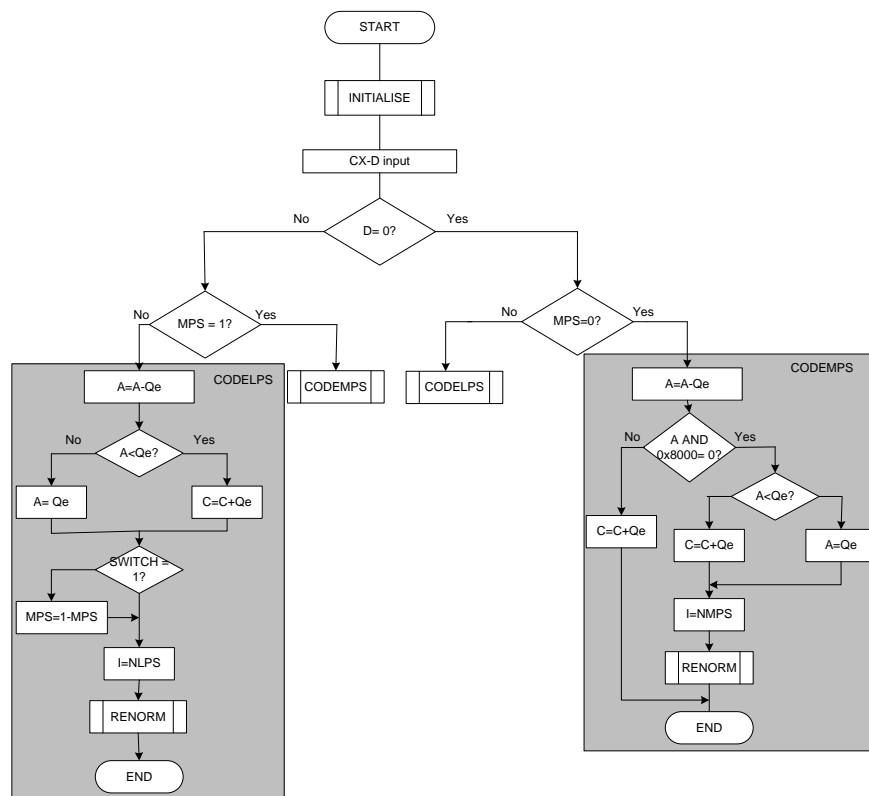 START
INITIALISE
CX-D input
No
Yes
D= 0?
No
MPS = 1?
Yes
No
MPS=0?
Yes
CODEMPS
CODELPS
CODELPS
A=A-Qe
No
A<Qe?
Yes
A= Qe
C=C+Qe
SWITCH =
1?
MPS=1-MPS
I=NLPS
RENORM
END
CODEMPS
A=A-Qe
No
A AND
0x8000= 0?
Yes
A<Qe?
C=C+Qe
C=C+Qe
A=Qe
I=NMPS
RENORM
END